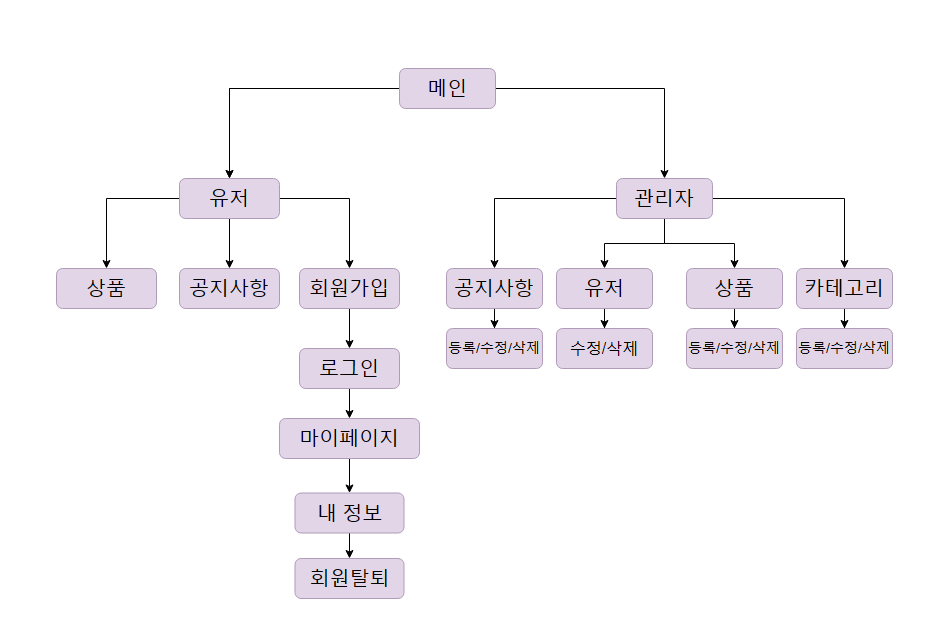 메인
유저
관리자
상품
공지사항
회원가입
공지사항
유저
상품
카테고리
등록/수정/삭제
수정/삭제
등록/수정/삭제
등록/수정/삭제
로그인
마이페이지
내 정보
회원탈퇴